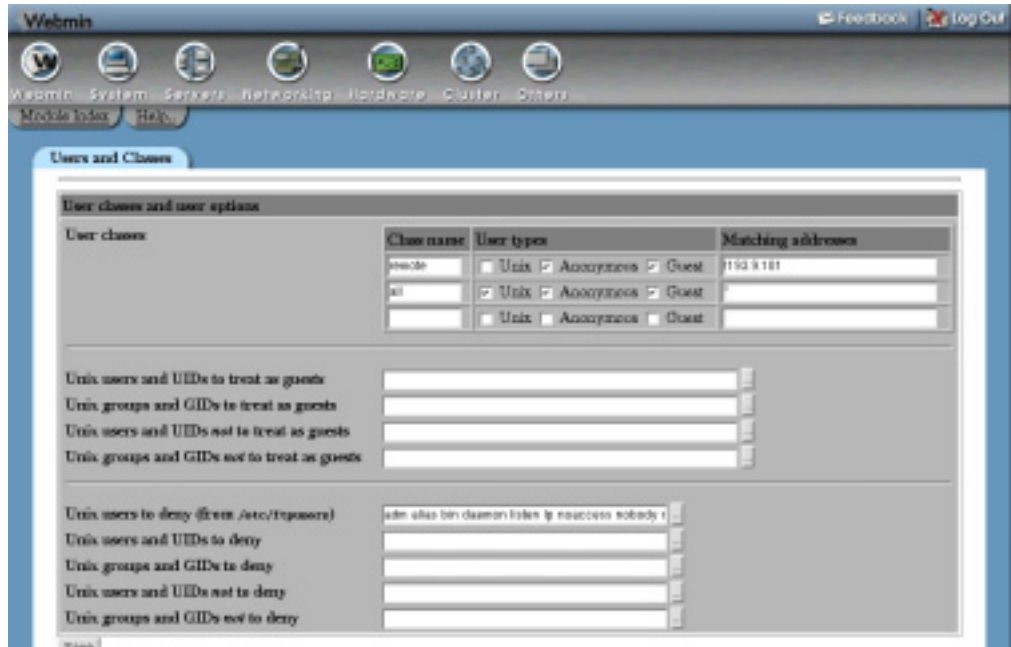 Webmin
Feedback Log Out
Webmin System Servers Networking Hardware Cluster Others
Module Index Help..
Users and Classes
User classes and user options
User classes
Class name User types Matching addresses
remote Unix Anonymous Guest
all Unix Anonymous Guest *
Unix Anonymous Guest
Unix users and UIDs to treat as guests ...
Unix groups and GIDs to treat as guests ...
Unix users and UIDs not to treat as guests ...
Unix groups and GIDs not to treat as guests ...
Unix users to deny (from /etc/ftpusers) adm alias bin daemon listen lp noaccess nobody ...
Unix users and UIDs to deny ...
Unix groups and GIDs to deny ...
Unix users and UIDs not to deny ...
Unix groups and GIDs not to deny ...